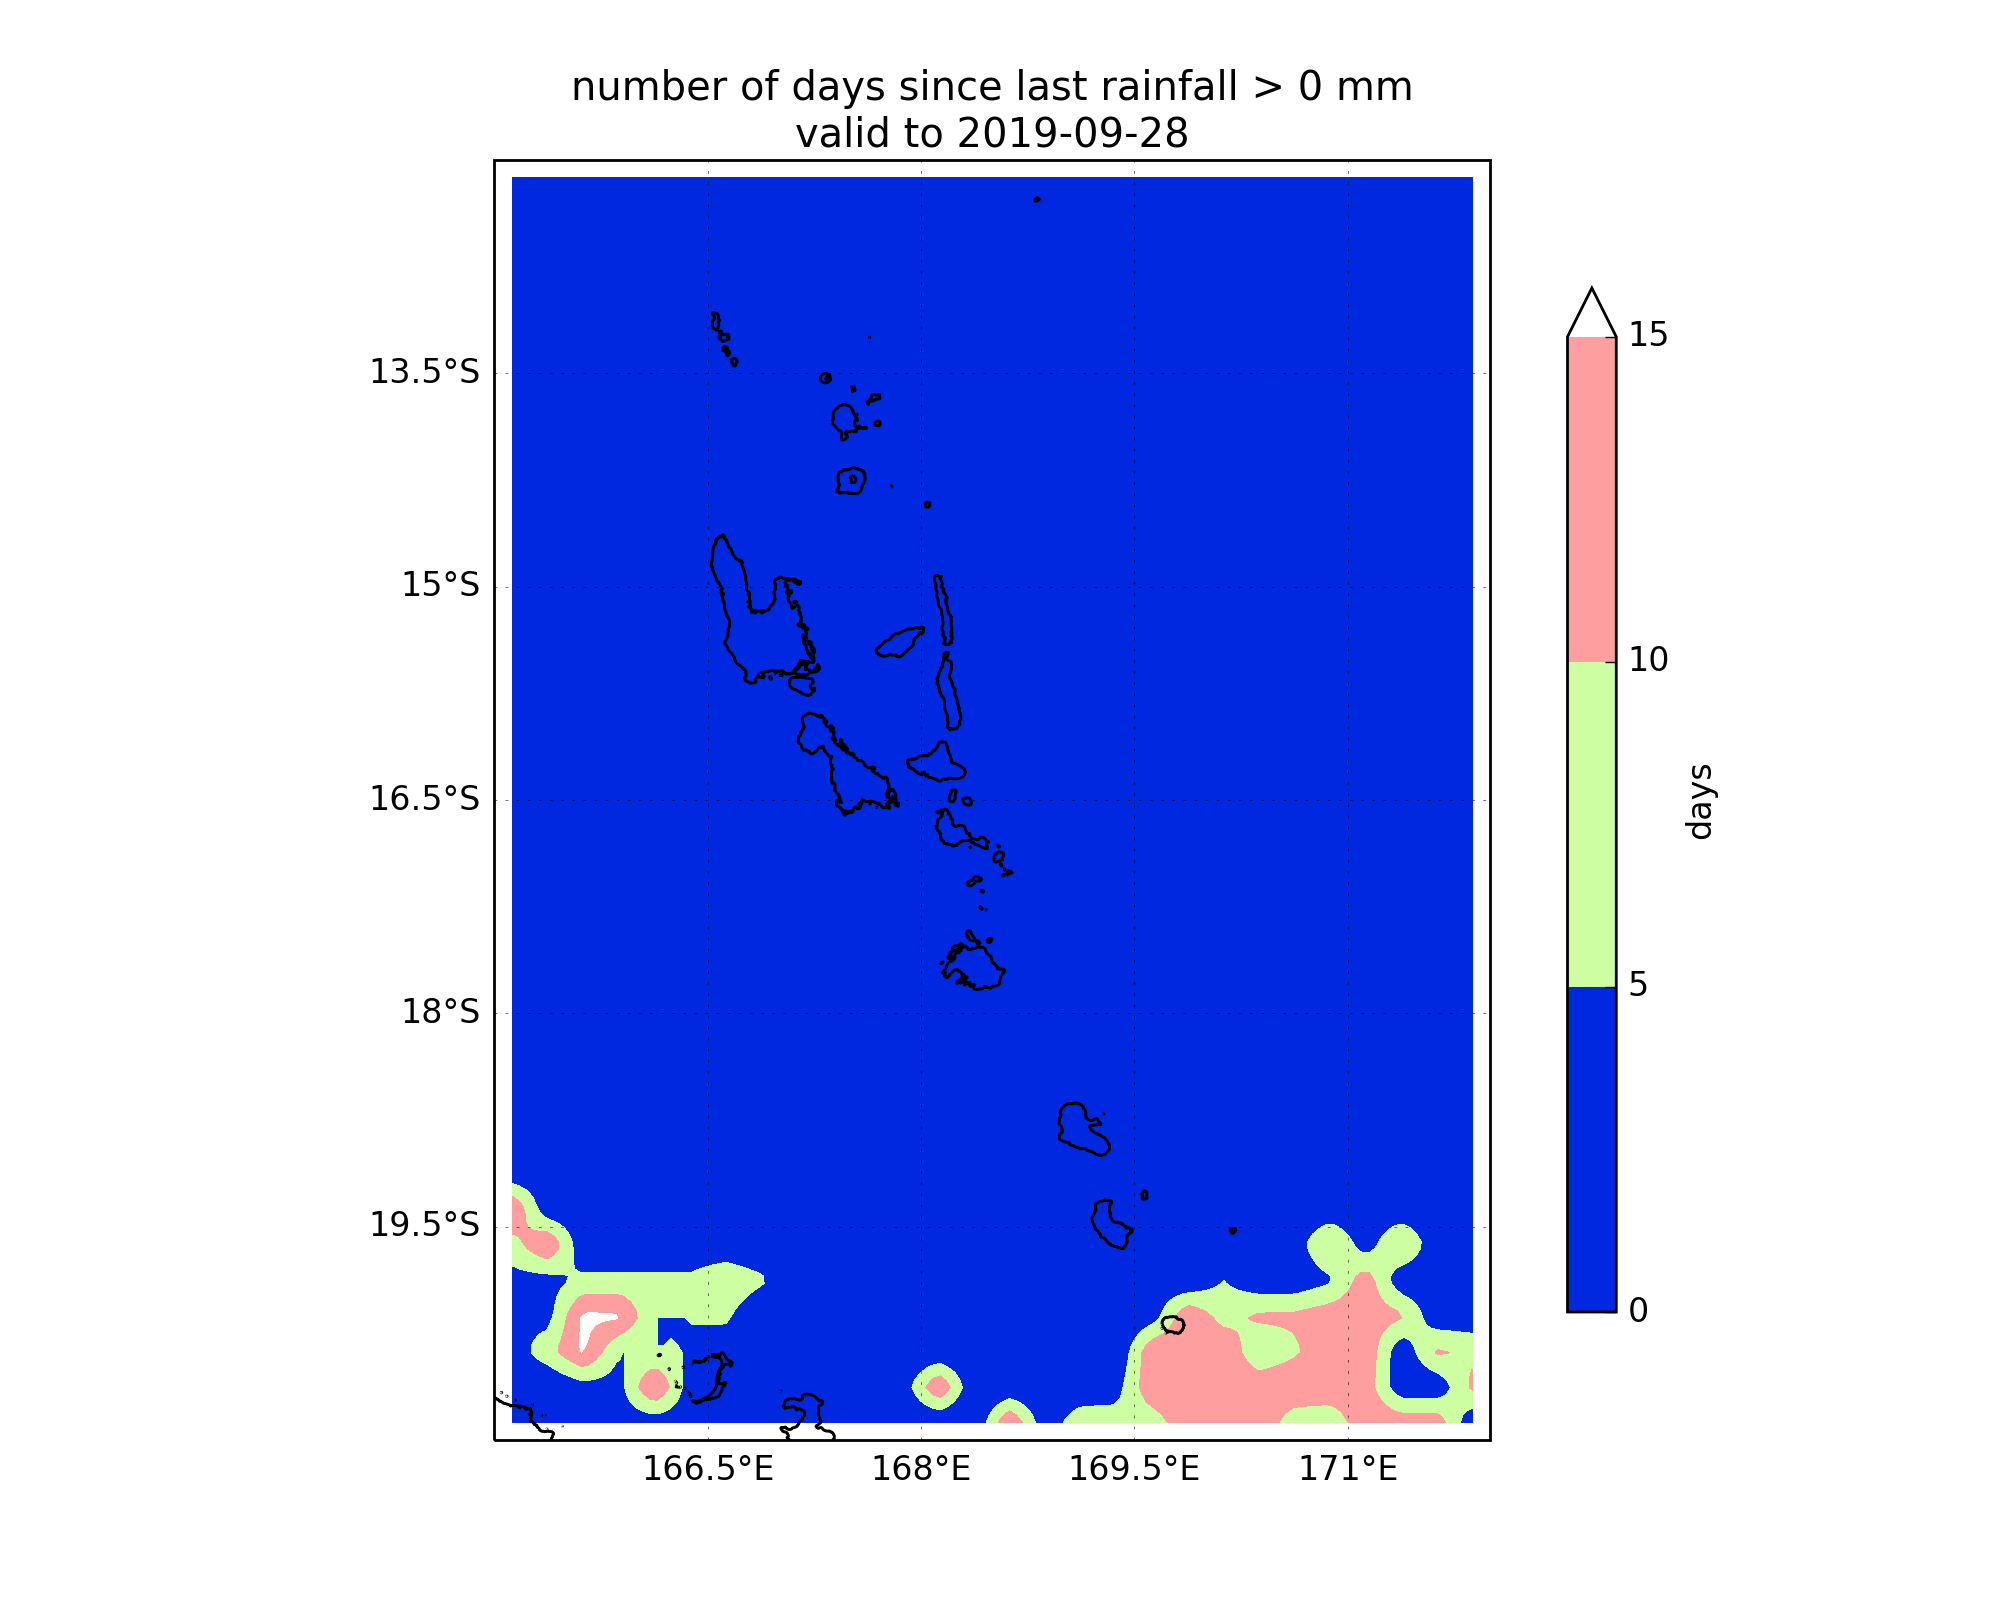 number of days since last rainfall > 0 mm
valid to 2019-09-28
13.5°S
15°S
16.5°S
18°S
19.5°S
166.5°E
168°E
169.5°E
171°E
15
10
5
0
days